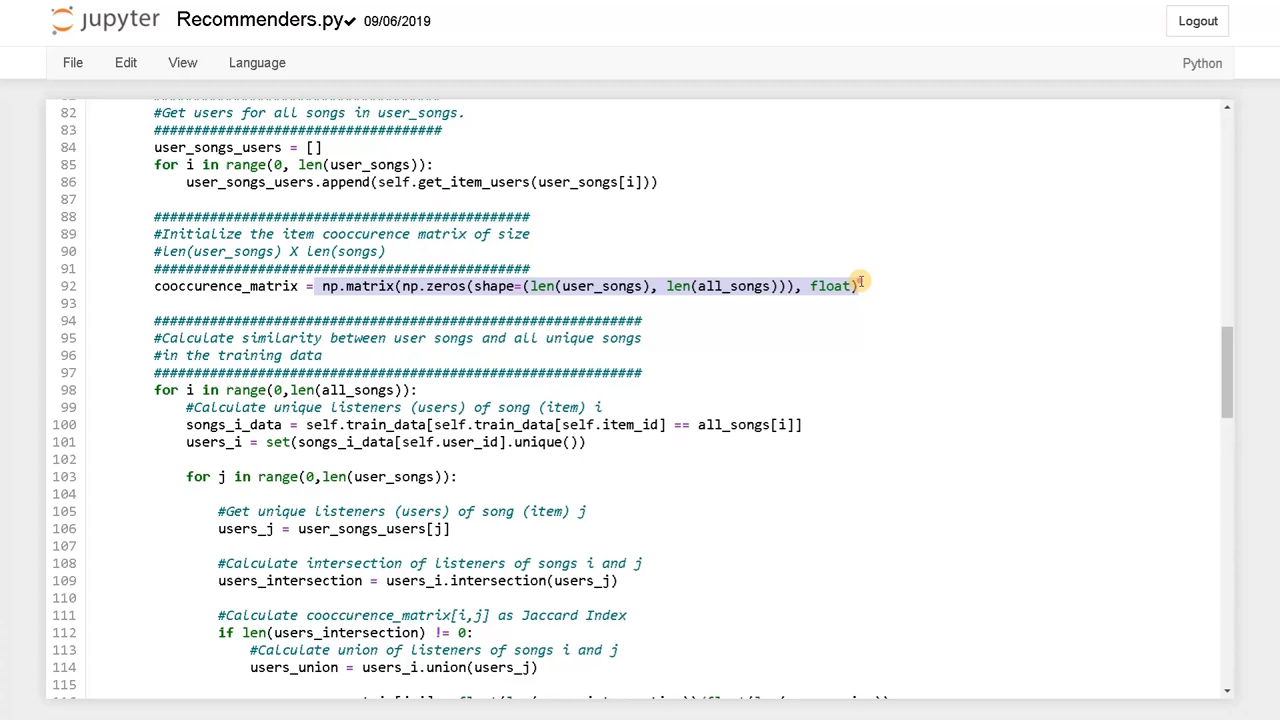 jupyter Recommenders.py✔ 09/06/2019
Logout
File Edit View Language
Python
82 #Get users for all songs in user_songs.
83 ####################################
84 user_songs_users = []
85 for i in range(0, len(user_songs)):
86 user_songs_users.append(self.get_item_users(user_songs[i]))
87
88 ###############################################
89 #Initialize the item cooccurence matrix of size
90 #len(user_songs) X len(songs)
91 ###############################################
92 cooccurence_matrix = np.matrix(np.zeros(shape=(len(user_songs), len(all_songs))), float)
93
94 #############################################################
95 #Calculate similarity between user songs and all unique songs
96 #in the training data
97 #############################################################
98 for i in range(0,len(all_songs)):
99 #Calculate unique listeners (users) of song (item) i
100 songs_i_data = self.train_data[self.train_data[self.item_id] == all_songs[i]]
101 users_i = set(songs_i_data[self.user_id].unique())
102
103 for j in range(0,len(user_songs)):
104
105 #Get unique listeners (users) of song (item) j
106 users_j = user_songs_users[j]
107
108 #Calculate intersection of listeners of songs i and j
109 users_intersection = users_i.intersection(users_j)
110
111 #Calculate cooccurence_matrix[i,j] as Jaccard Index
112 if len(users_intersection) != 0:
113 #Calculate union of listeners of songs i and j
114 users_union = users_i.union(users_j)
115